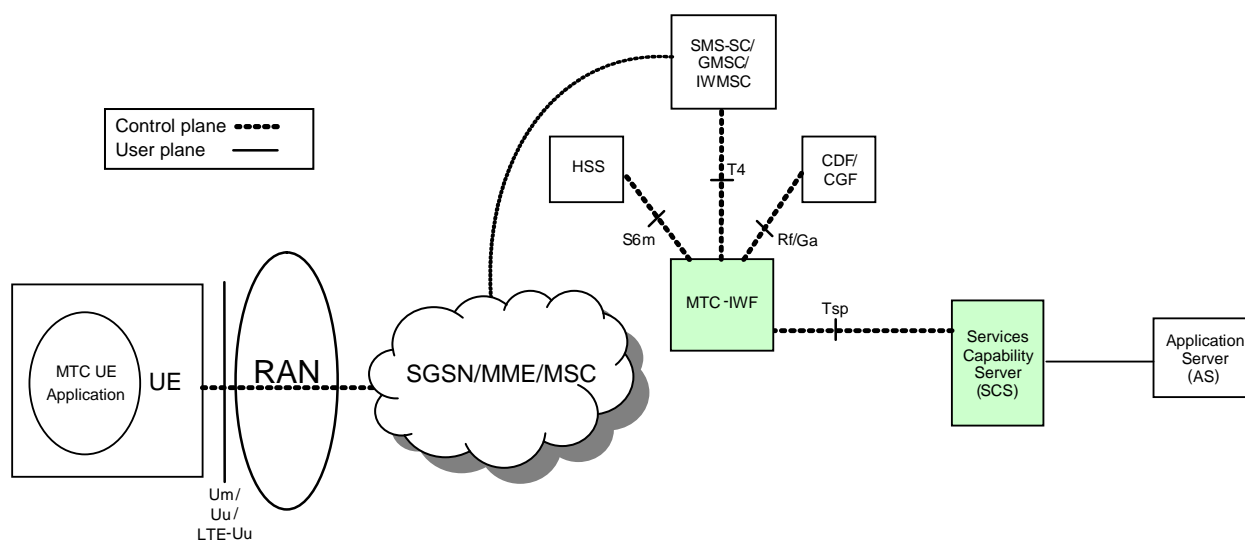 SMS-SC/
GMSC/
IWMSC
Control plane
User plane
HSS
T4
CDF/
CGF
S6m
Rf/Ga
MTC-IWF
Tsp
Services
Capability
Server
(SCS)
Application
Server
(AS)
MTC UE
Application
UE
RAN
SGSN/MME/MSC
Um/
Uu/
LTE-Uu